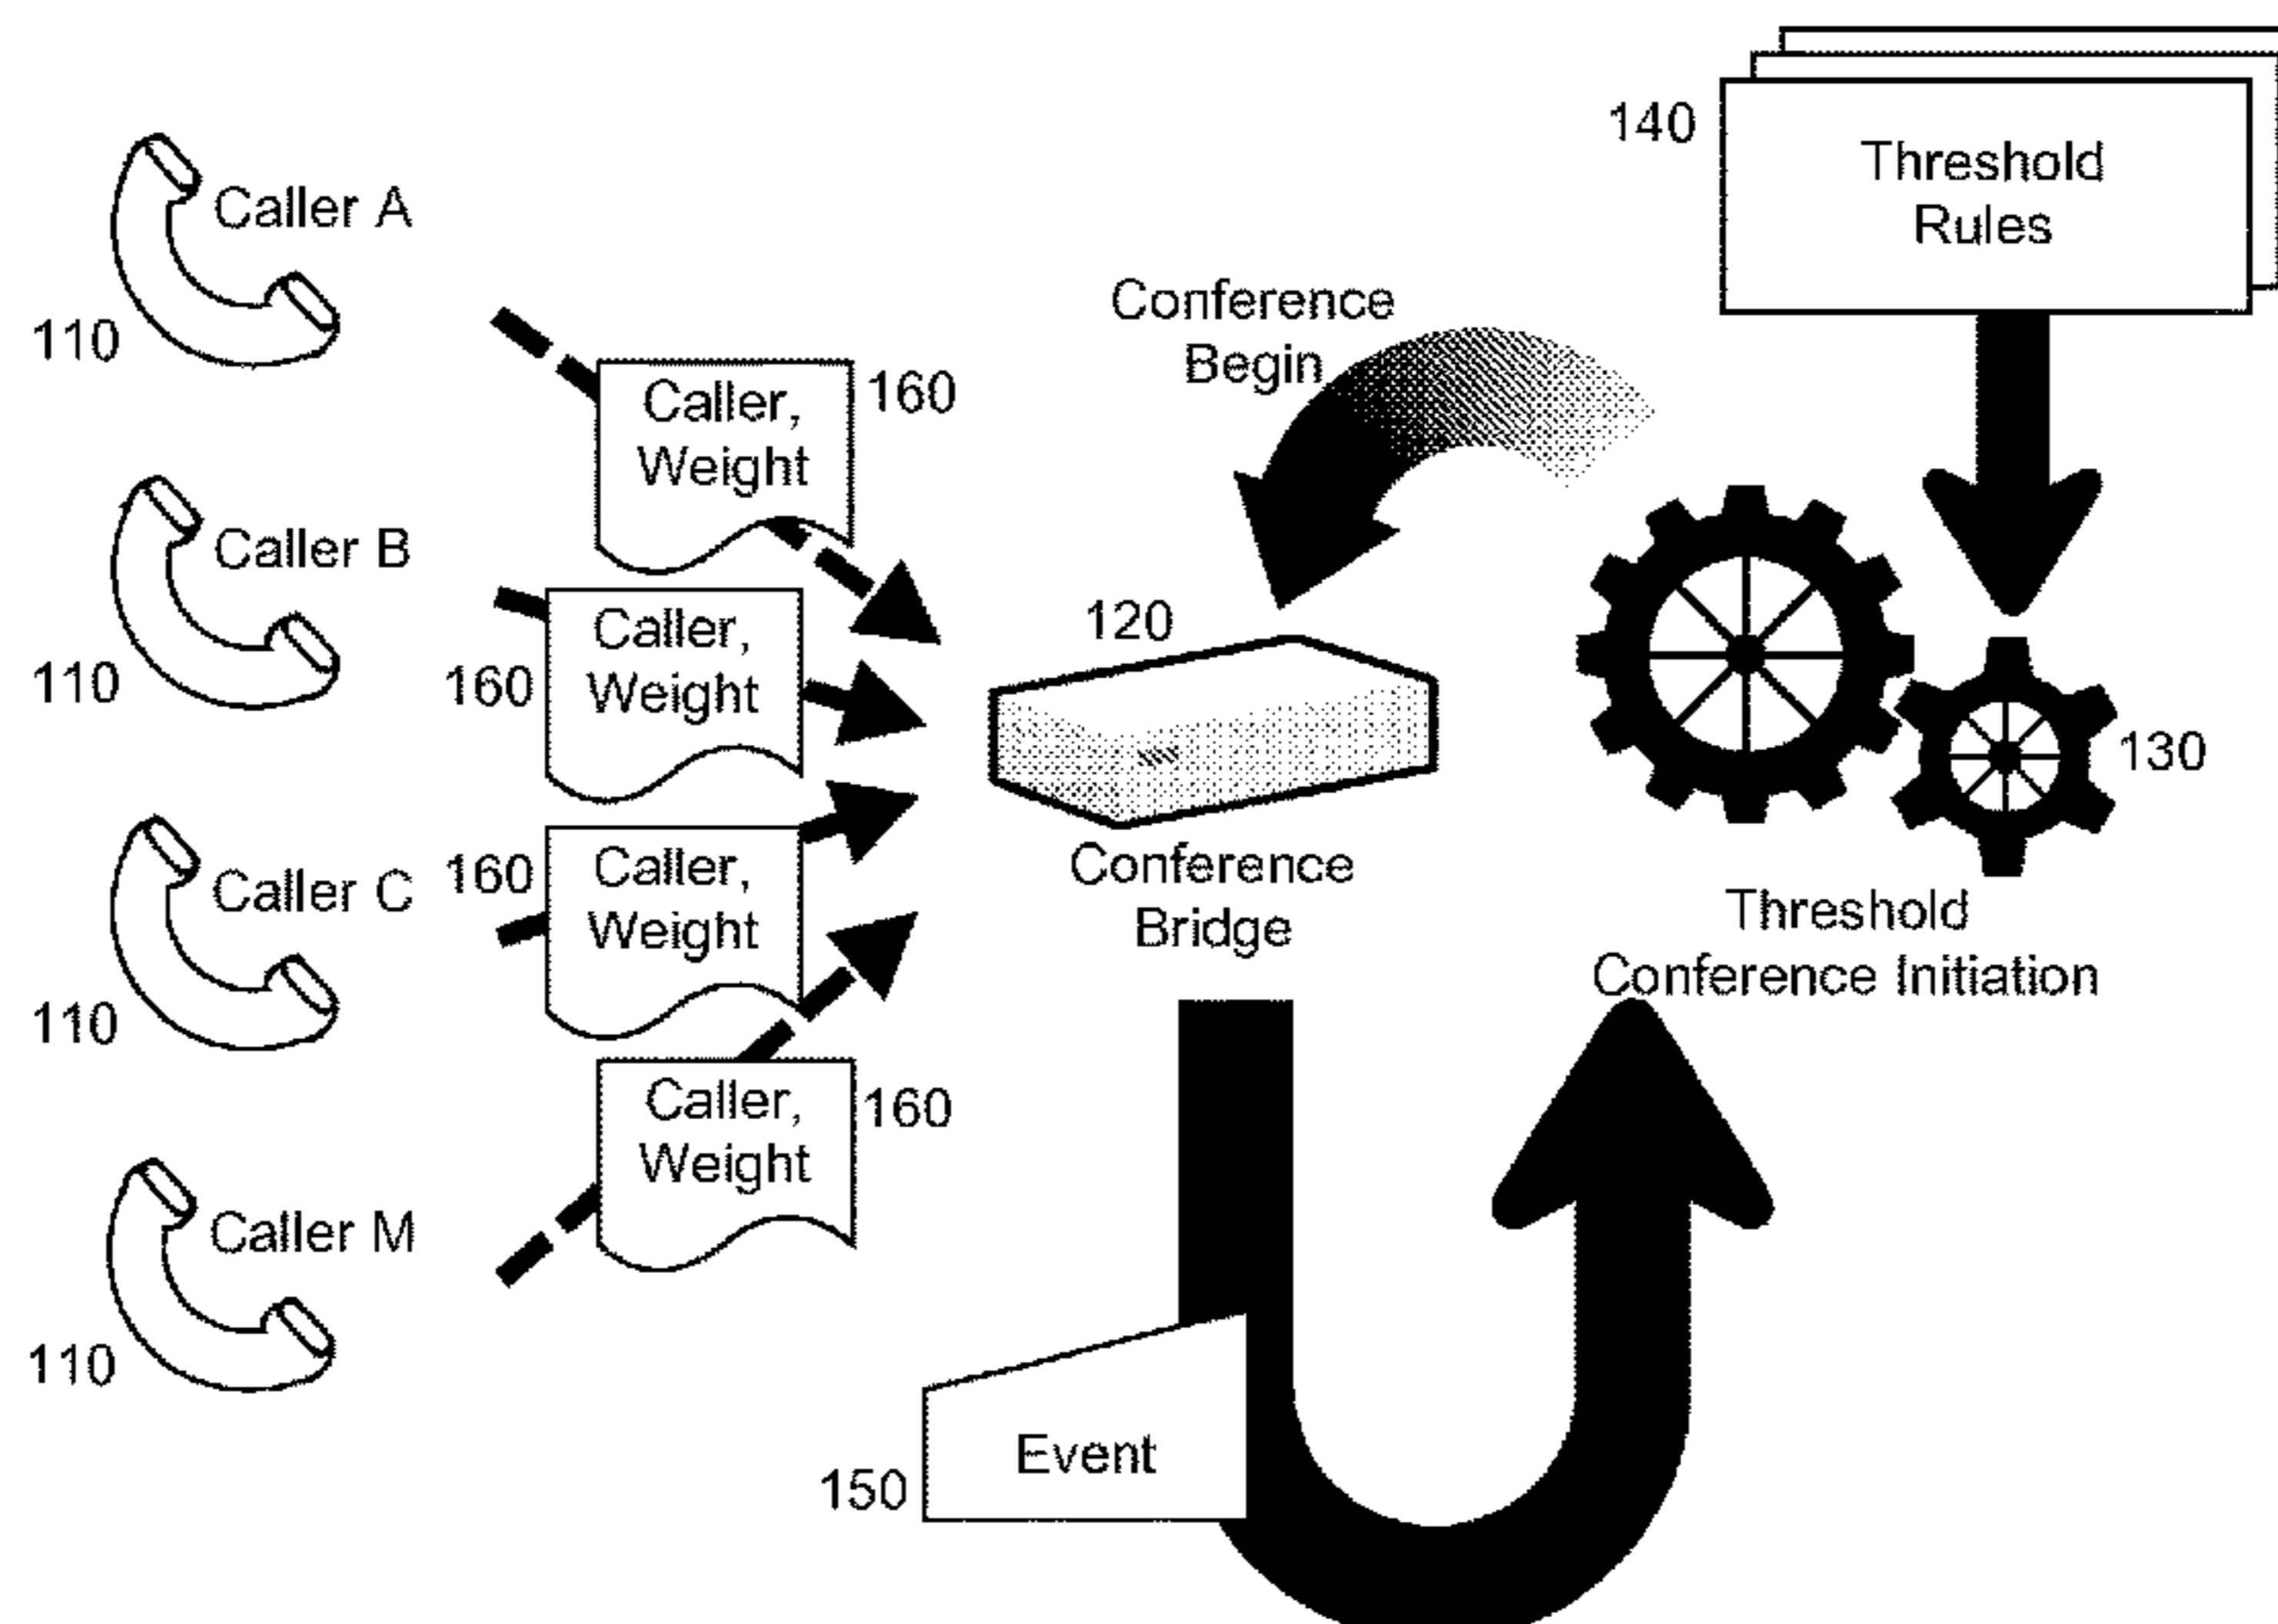 140
Threshold
Rules
Caller A
110
Conference
Begin
Caller,
Weight
160
Caller B
110
Caller,
Weight
160
120
Conference
Bridge
130
Threshold
Conference Initiation
Caller C
110
160
Caller,
Weight
Caller,
Weight
160
Caller M
110
Event
150